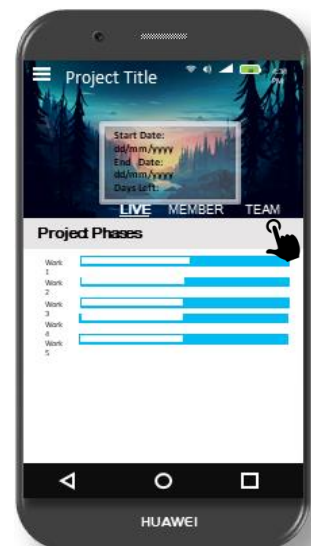 Project Title
PM
Start Date:
dd/mm/yyyy
End Date:
dd/mm/yyyy
Days Left:
LIVE MEMBER TEAM
Project Phases
Work
1
Work
2
Work
3
Work
4
Work
5
HUAWEI